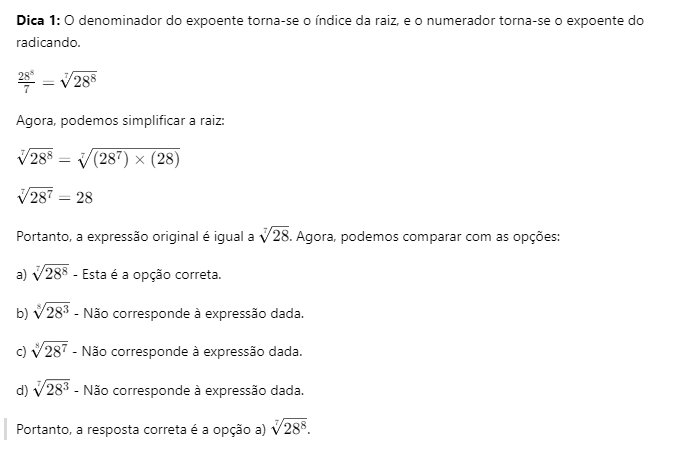 Dica 1: O denominador do expoente torna-se o índice da raiz, e o numerador torna-se o expoente do
radicando.
$\frac{28^8}{7} = \sqrt[7]{28^8}$
Agora, podemos simplificar a raiz:
$\sqrt[7]{28^8} = \sqrt[7]{(28^7) \times (28)}$
$\sqrt[7]{28^7} = 28$
Portanto, a expressão original é igual a $\sqrt[7]{28}$. Agora, podemos comparar com as opções:
a) $\sqrt[7]{28^8}$ - Esta é a opção correta.
b) $\sqrt[8]{28^3}$ - Não corresponde à expressão dada.
c) $\sqrt[8]{28^7}$ - Não corresponde à expressão dada.
d) $\sqrt[7]{28^3}$ - Não corresponde à expressão dada.
Portanto, a resposta correta é a opção a) $\sqrt[7]{28^8}$.